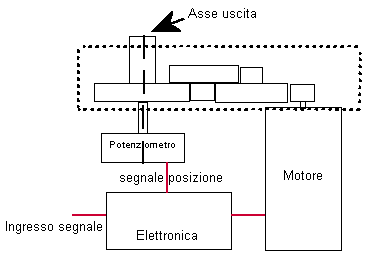 Asse uscita
Potenziometro
segnale posizione
Motore
Ingresso segnale
Elettronica